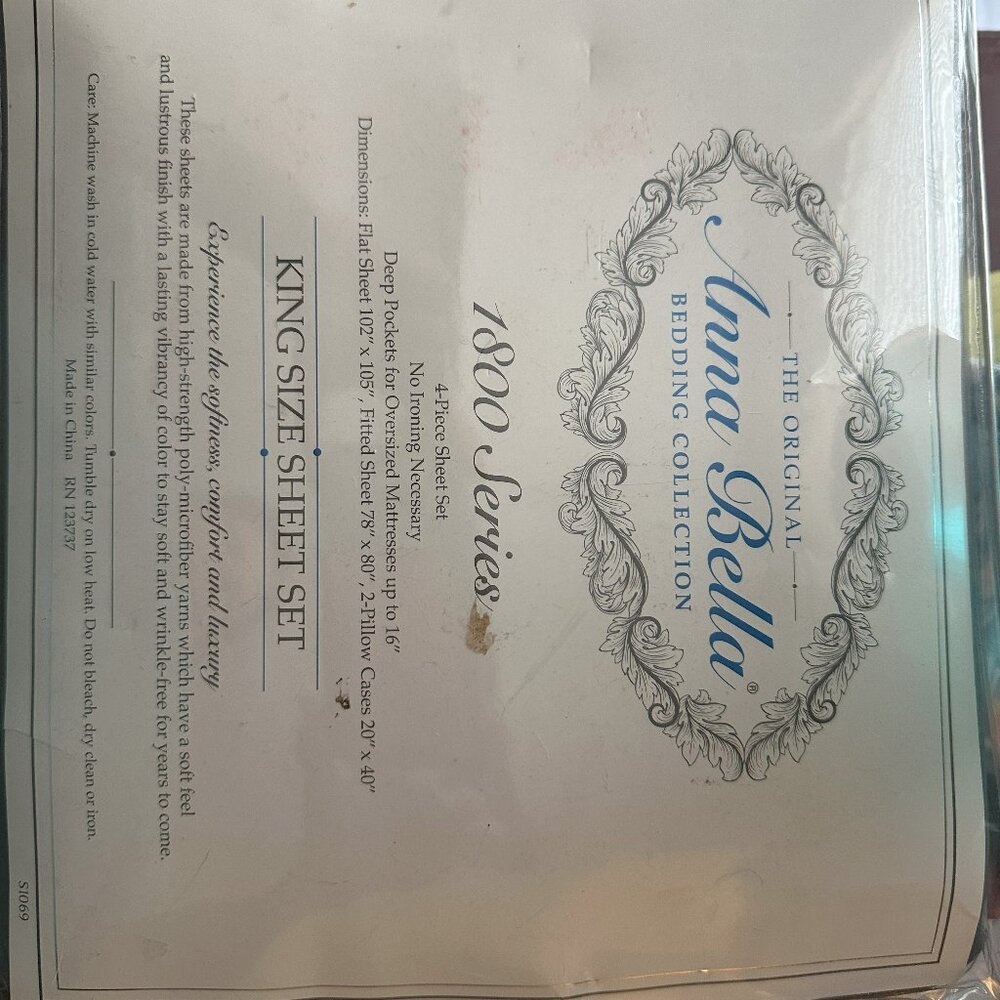 THE ORIGINAL
Anna Bella®
BEDDING COLLECTION
1800 Series
4-Piece Sheet Set
No Ironing Necessary
Deep Pockets for Oversized Mattresses up to 16"
Dimensions: Flat Sheet 102" x 105", Fitted Sheet 78" x 80", 2-Pillow Cases 20" x 40"
KING SIZE SHEET SET
Experience the softness, comfort and luxury
These sheets are made from high-strength poly-microfiber yarns which have a soft feel
and lustrous finish with a lasting vibrancy of color to stay soft and wrinkle-free for years to come.
Care: Machine wash in cold water with similar colors. Tumble dry on low heat. Do not bleach, dry clean or iron.
Made in China RN 123737
S1069